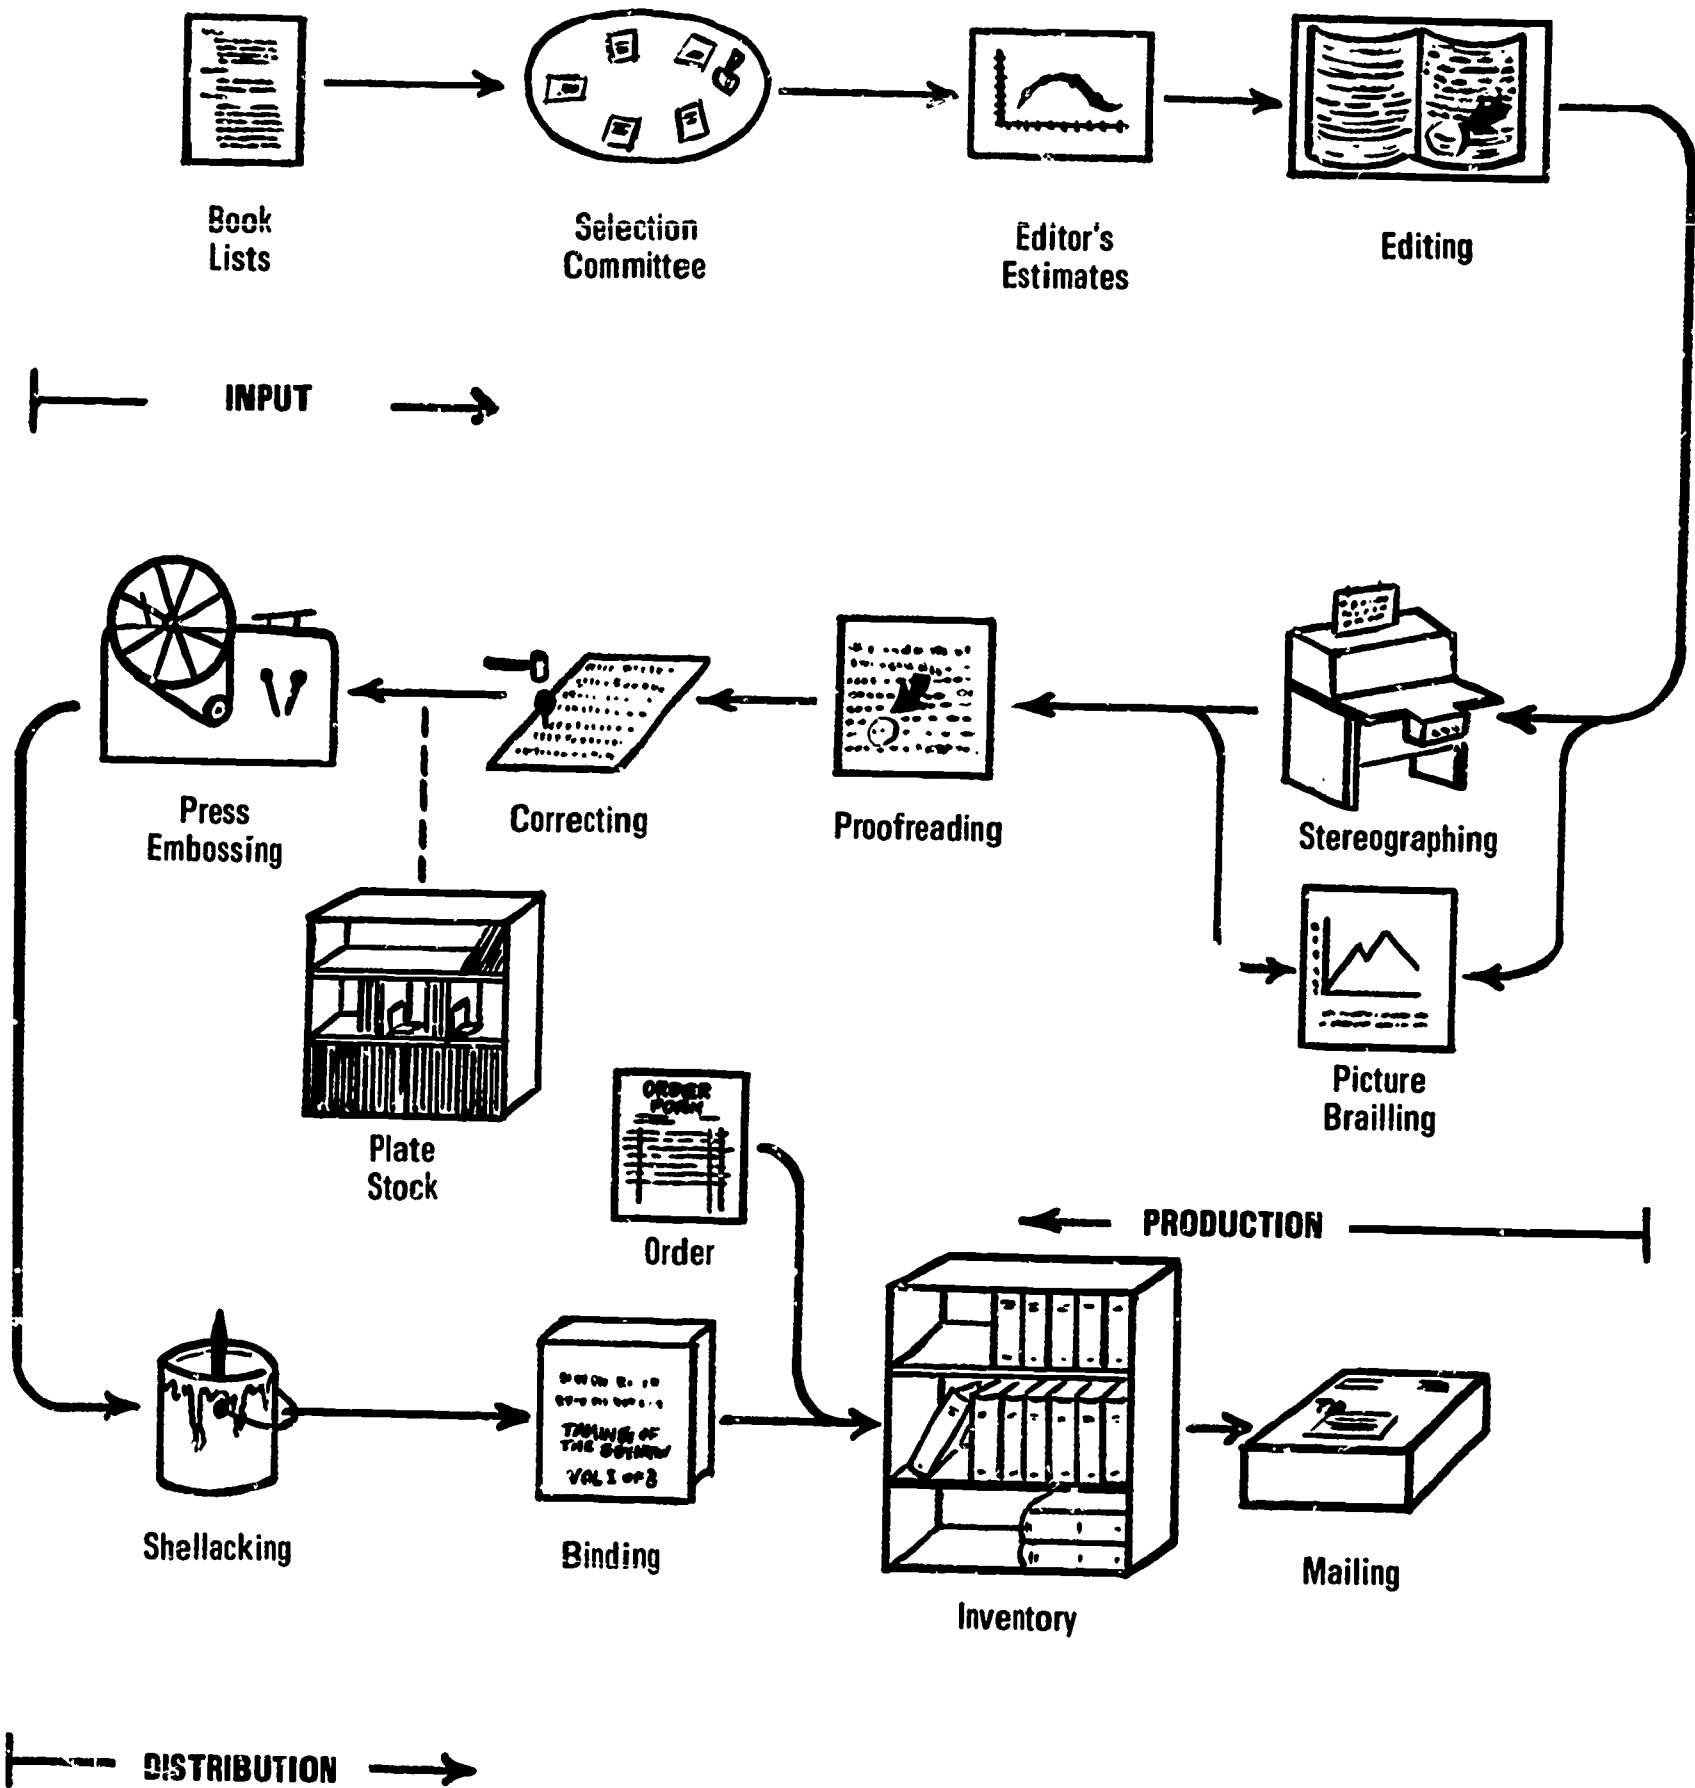 Book
Lists
Selection
Committee
Editor's
Estimates
Editing
INPUT
Press
Embossing
Correcting
Proofreading
Stereographing
Picture
Brailling
Plate
Stock
ORDER
FORM
Order
PRODUCTION
TAMING OF
THE SHREW
VOL I OF 3
Shellacking
Binding
Inventory
Mailing
DISTRIBUTION